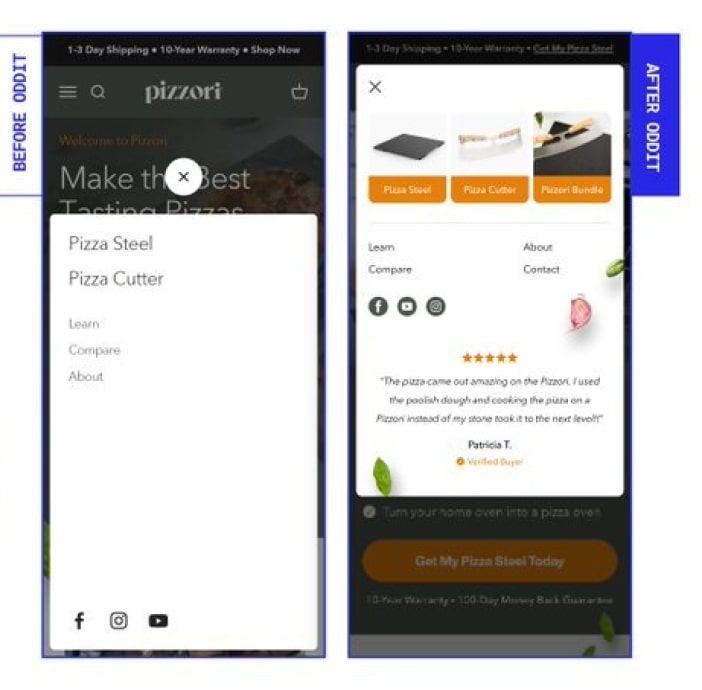 BEFORE ODDIT
1-3 Day Shipping • 10-Year Warranty • Shop Now
pizzori
Welcome to Pizzori
Make the Best
Tasting Pizzas
Pizza Steel
Pizza Cutter
Learn
Compare
About
AFTER ODDIT
1-3 Day Shipping • 10-Year Warranty • Get My Pizza Steel
Pizza Steel
Pizza Cutter
Pizzori Bundle
Learn
About
Compare
Contact
"The pizza came out amazing on the Pizzori. I used
the poolish dough and cooking the pizza on a
Pizzori instead of my stone took it to the next level!!"
Patricia T.
Verified Buyer
Turn your home oven into a pizza oven
Get My Pizza Steel Today
10-Year Warranty • 100-Day Money Back Guarantee